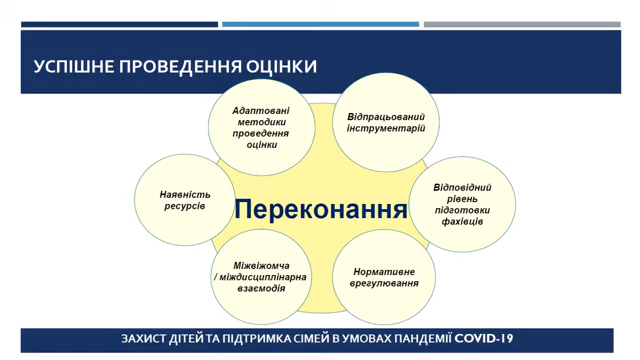 УСПІШНЕ ПРОВЕДЕННЯ ОЦІНКИ
Адаптовані
методики
проведення
оцінки
Відпрацьований
інструментарій
Наявність
ресурсів
Переконання
Відповідний
рівень
підготовки
фахівців
Міжвіжомча
/ міждисциплінарна
взаємодія
Нормативне
врегулювання
ЗАХИСТ ДІТЕЙ ТА ПІДТРИМКА СІМЕЙ В УМОВАХ ПАНДЕМІЇ COVID-19